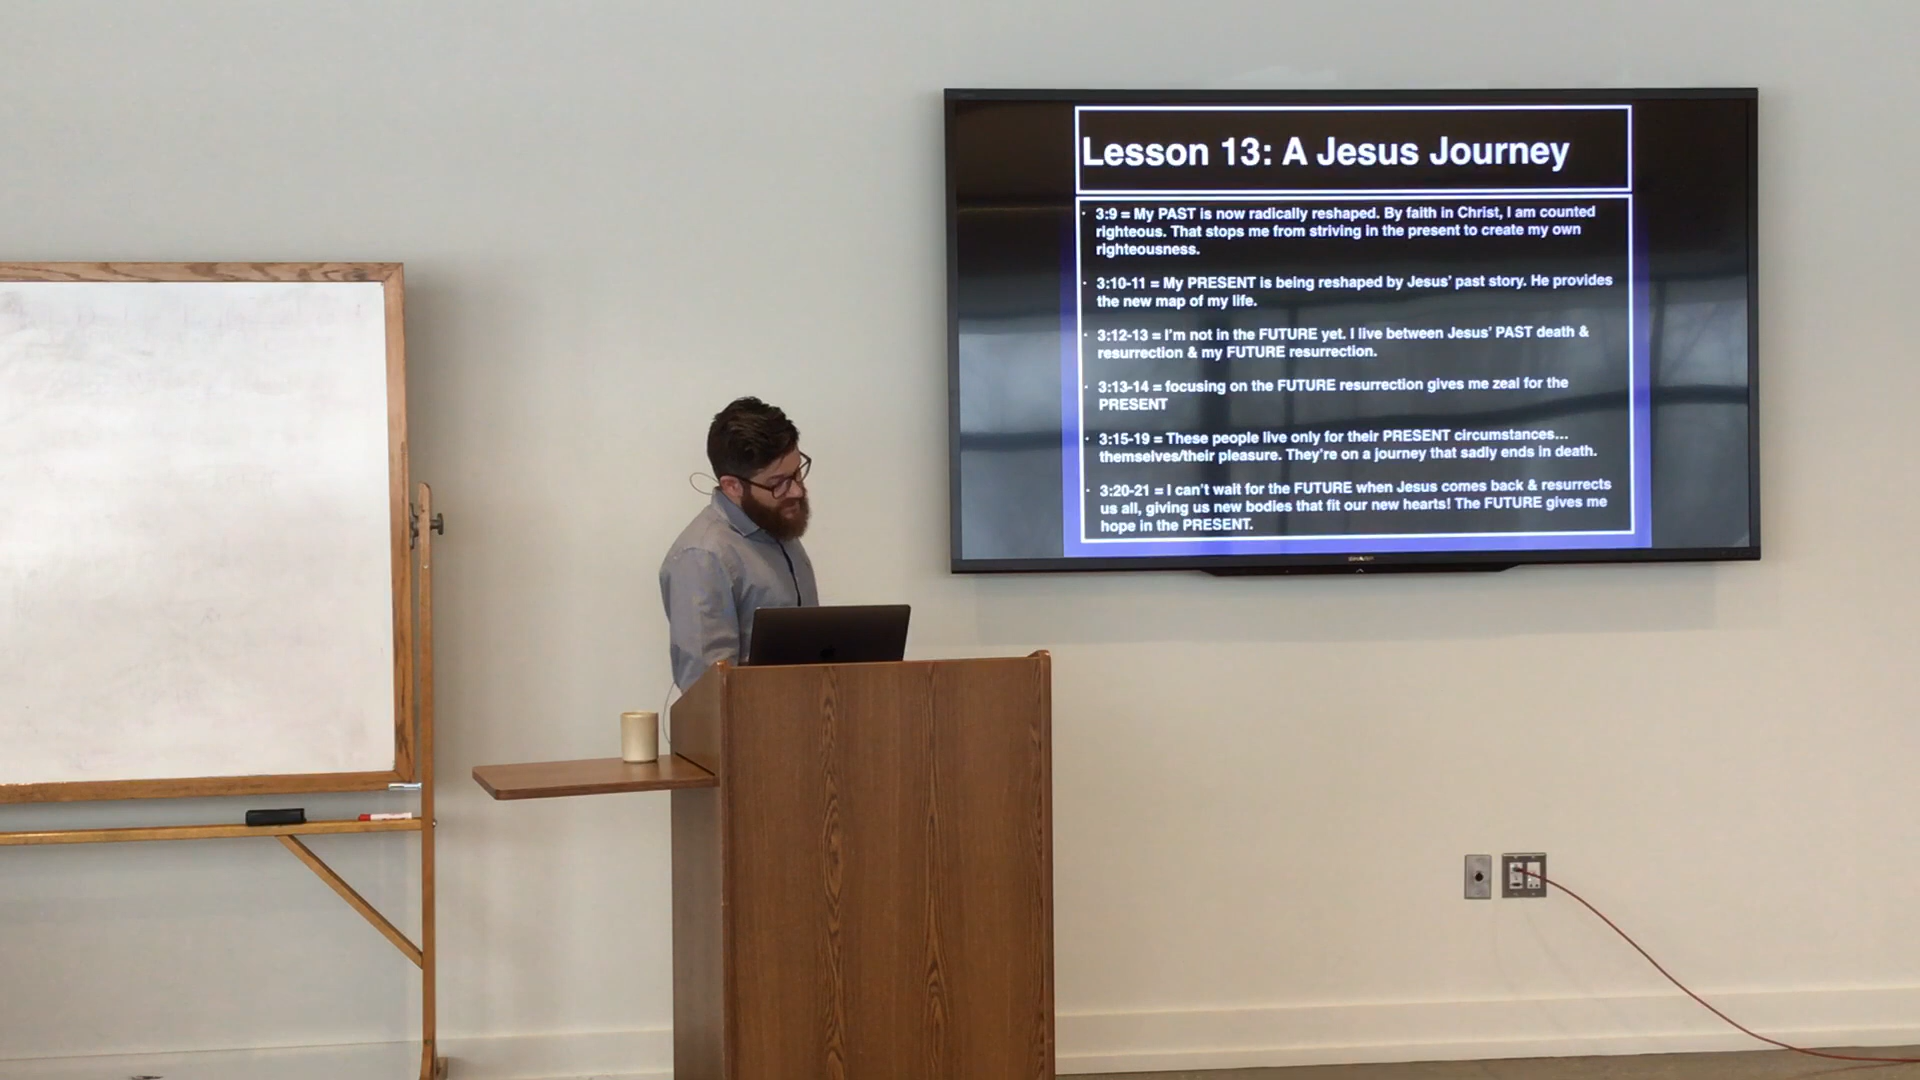 Lesson 13: A Jesus Journey
· 3:9 = My PAST is now radically reshaped. By faith in Christ, I am counted
righteous. That stops me from striving in the present to create my own
righteousness.
· 3:10-11 = My PRESENT is being reshaped by Jesus’ past story. He provides
the new map of my life.
· 3:12-13 = I’m not in the FUTURE yet. I live between Jesus’ PAST death &
resurrection & my FUTURE resurrection.
· 3:13-14 = focusing on the FUTURE resurrection gives me zeal for the
PRESENT
· 3:15-19 = These people live only for their PRESENT circumstances…
themselves/their pleasure. They’re on a journey that sadly ends in death.
· 3:20-21 = I can’t wait for the FUTURE when Jesus comes back & resurrects
us all, giving us new bodies that fit our new hearts! The FUTURE gives me
hope in the PRESENT.
SHARP